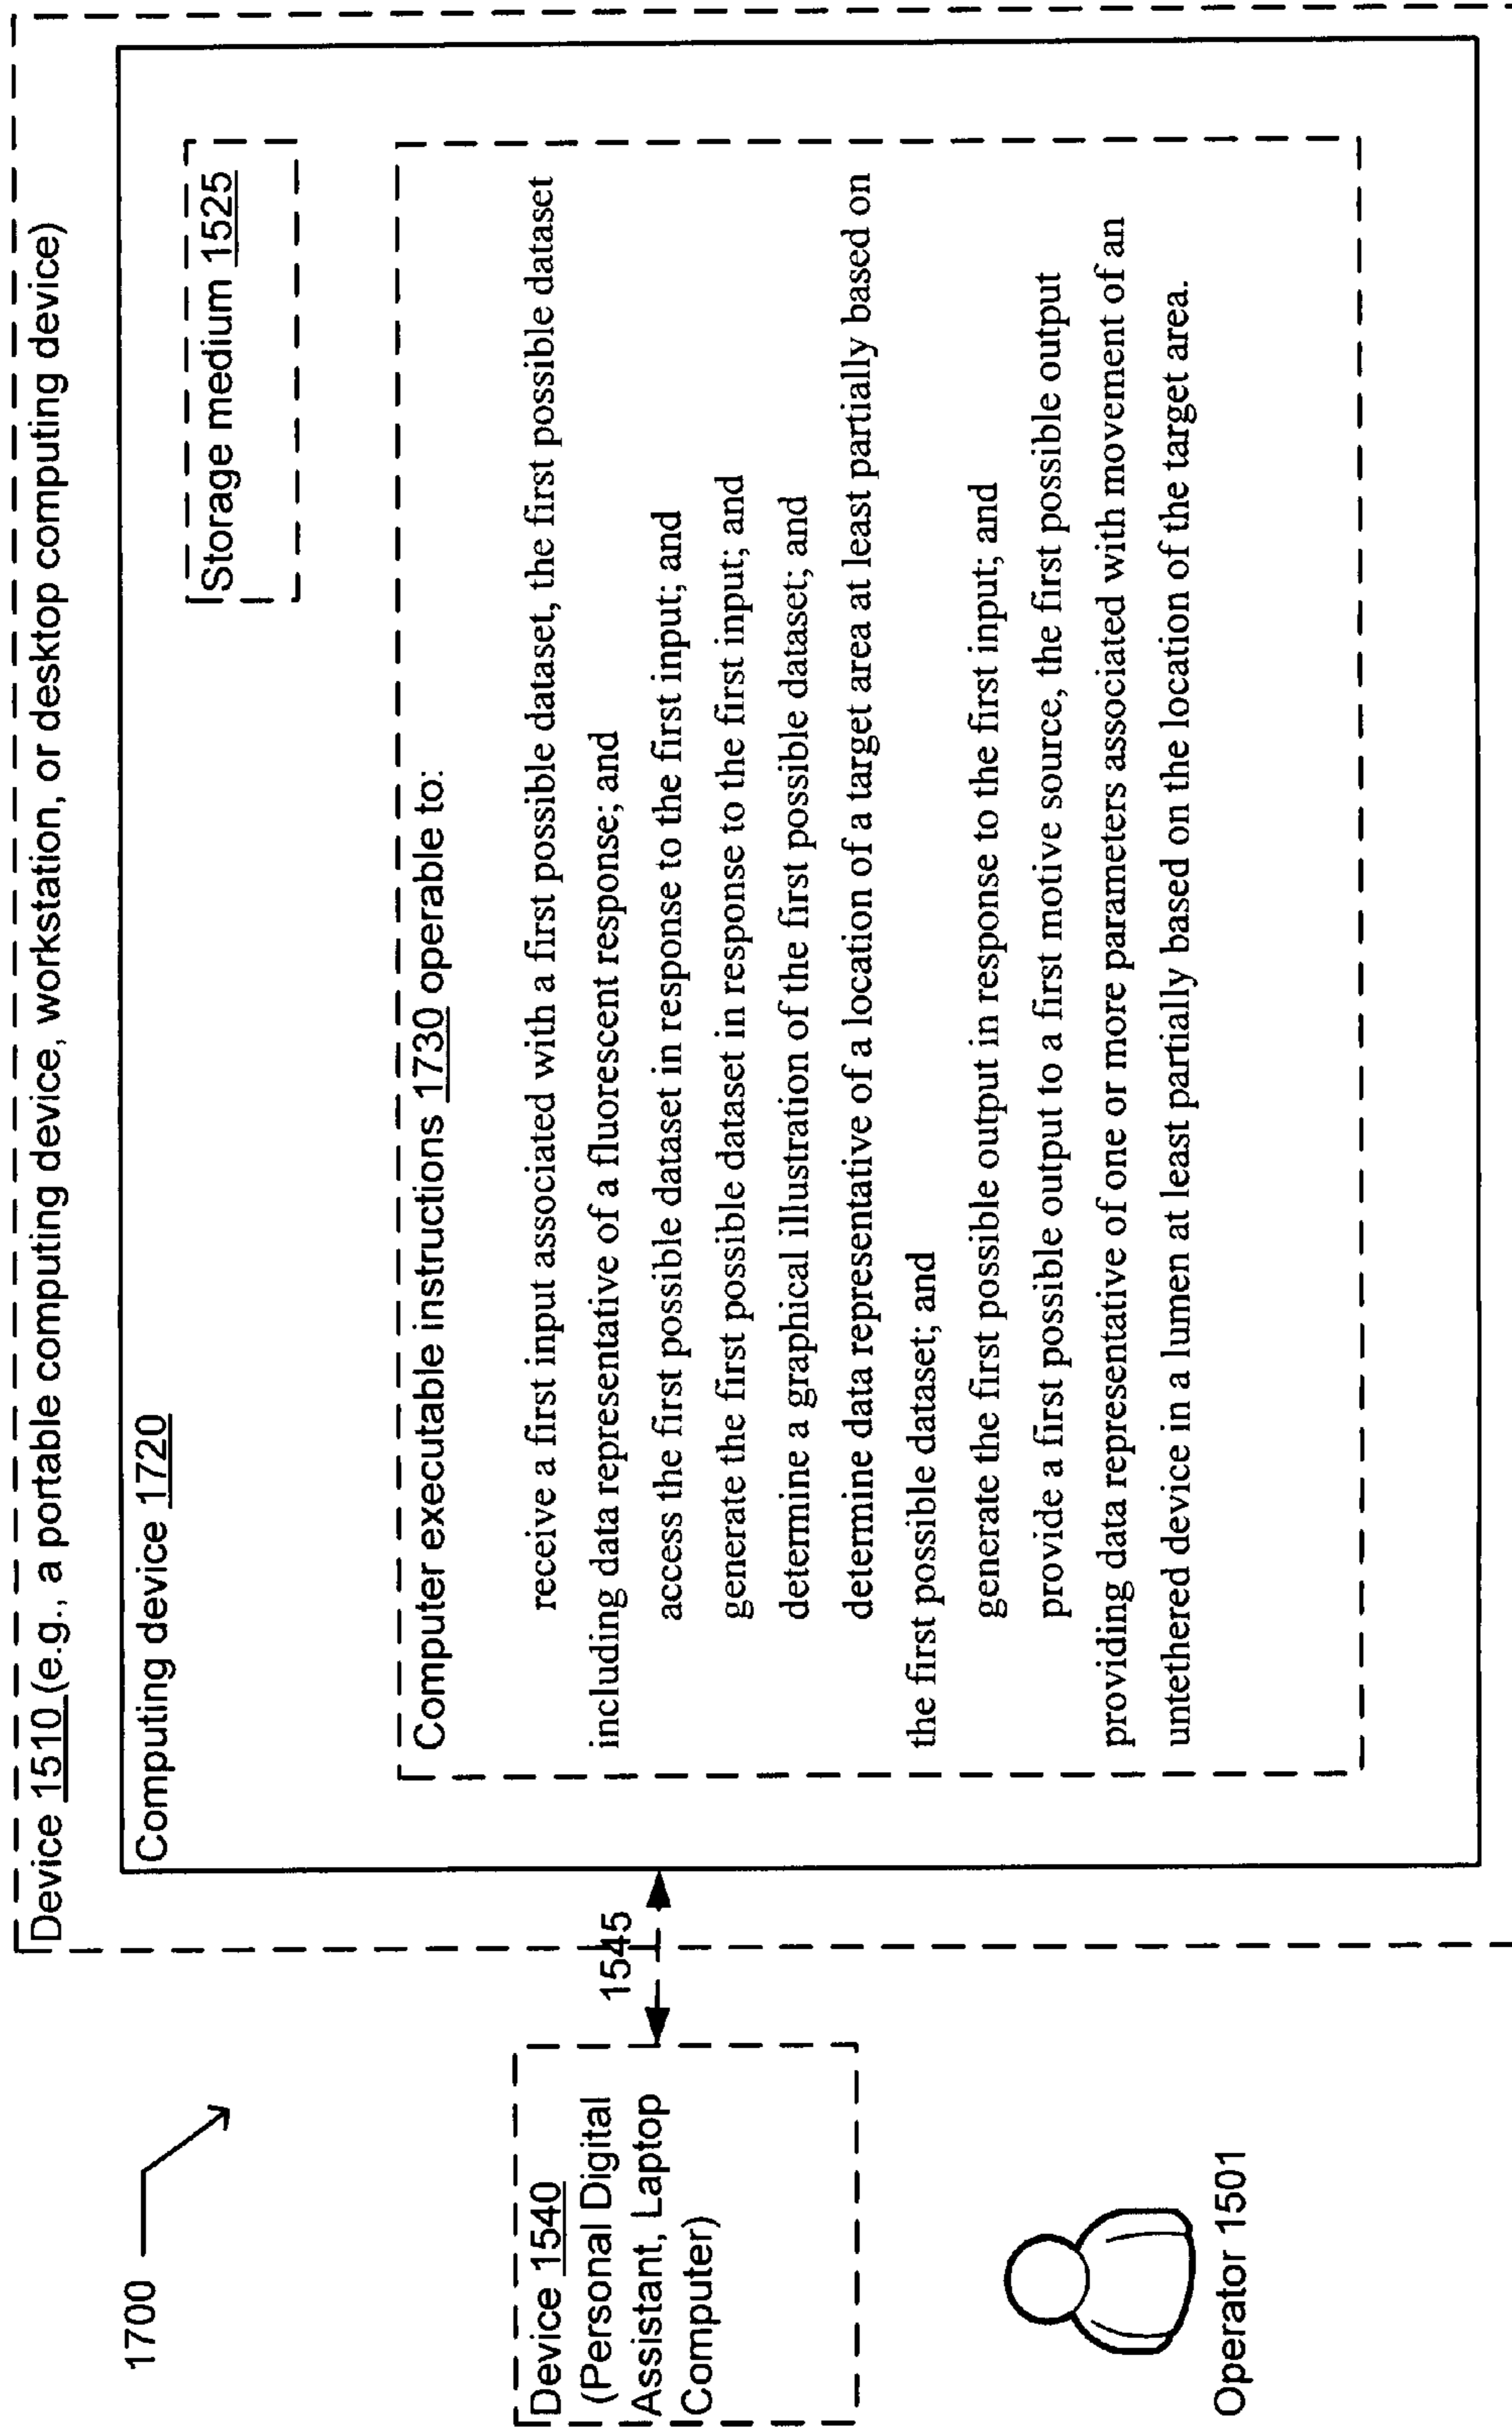 1700
Device 1510 (e.g., a portable computing device, workstation, or desktop computing device)
Computing device 1720
Storage medium 1525
Computer executable instructions 1730 operable to:
receive a first input associated with a first possible dataset, the first possible dataset
including data representative of a fluorescent response; and
access the first possible dataset in response to the first input; and
generate the first possible dataset in response to the first input; and
determine a graphical illustration of the first possible dataset; and
determine data representative of a location of a target area at least partially based on
the first possible dataset; and
generate the first possible output in response to the first input; and
provide a first possible output to a first motive source, the first possible output
providing data representative of one or more parameters associated with movement of an
untethered device in a lumen at least partially based on the location of the target area.
1545
Device 1540
(Personal Digital
Assistant, Laptop
Computer)
Operator 1501